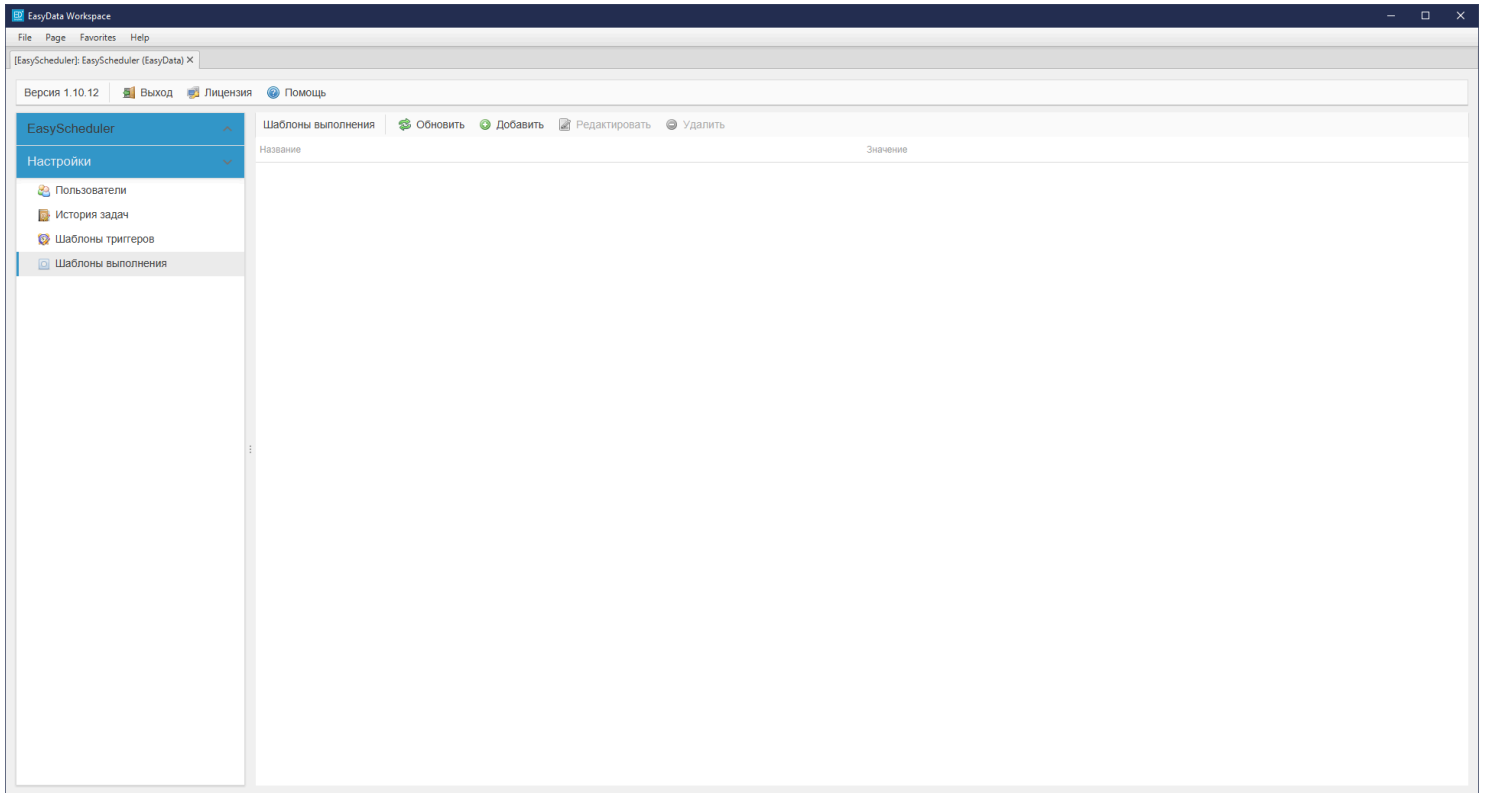 EasyData Workspace
File Page Favorites Help
[EasyScheduler]: EasyScheduler (EasyData)
Версия 1.10.12 Выход Лицензия Помощь
EasyScheduler
Настройки
Пользователи
История задач
Шаблоны триггеров
Шаблоны выполнения
Шаблоны выполнения Обновить Добавить Редактировать Удалить
Название Значение